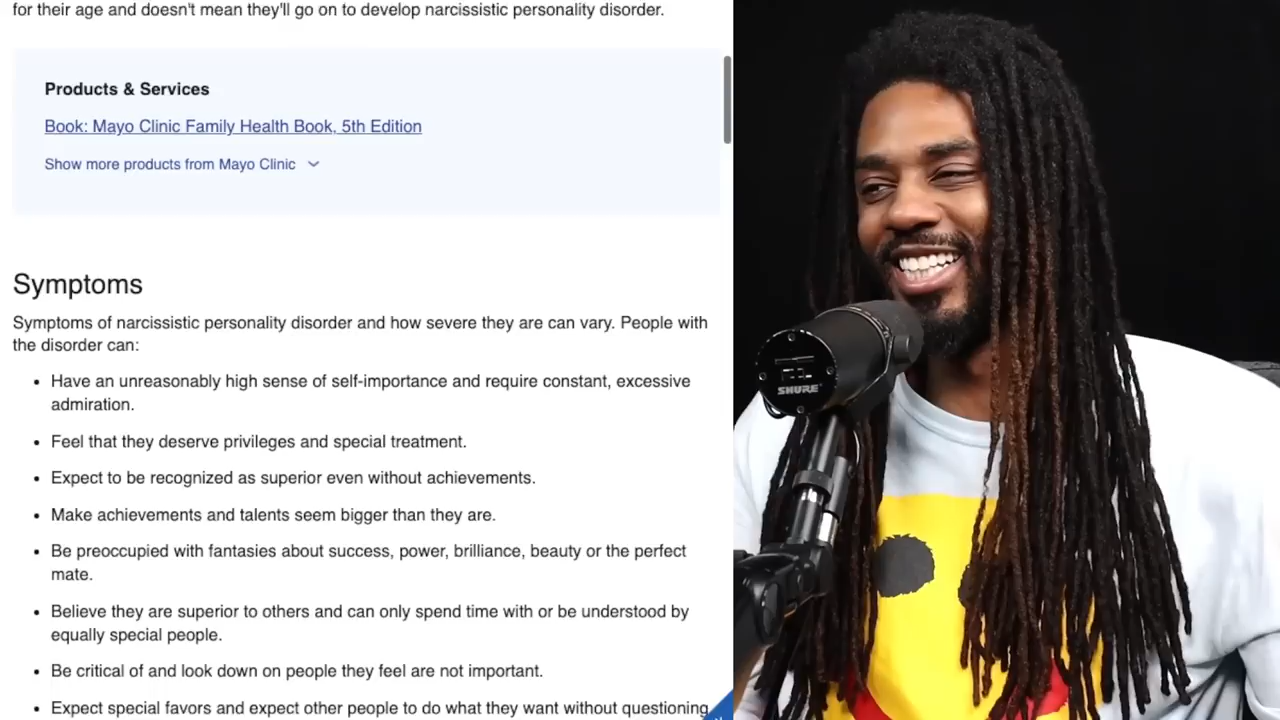 for their age and doesn't mean they'll go on to develop narcissistic personality disorder.
Products & Services
Book: Mayo Clinic Family Health Book, 5th Edition
Show more products from Mayo Clinic
Symptoms
Symptoms of narcissistic personality disorder and how severe they are can vary. People with
the disorder can:
• Have an unreasonably high sense of self-importance and require constant, excessive
admiration.
• Feel that they deserve privileges and special treatment.
• Expect to be recognized as superior even without achievements.
• Make achievements and talents seem bigger than they are.
• Be preoccupied with fantasies about success, power, brilliance, beauty or the perfect
mate.
• Believe they are superior to others and can only spend time with or be understood by
equally special people.
• Be critical of and look down on people they feel are not important.
• Expect special favors and expect other people to do what they want without questioning
SHURE